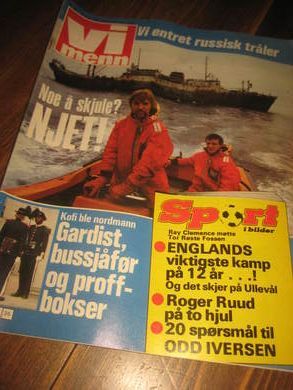 Vi entret russisk tråler
vi
menn
Noe å skjule?
NJET!
Kofi ble nordmann
Gardist,
bussjåfør
og proff-
bokser
Sport
i bilder
Ray Clemence møtte
Tor Røste Fossen
ENGLANDS
viktigste kamp
på 12 år . . .!
Og det skjer på Ullevål
Roger Ruud
på to hjul
20 spørsmål til
ODD IVERSEN